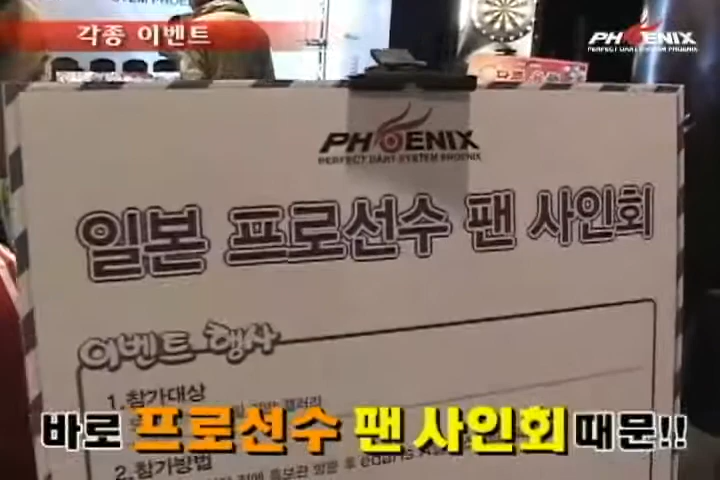 각종 이벤트
PHOENIX
PERFECT DART SYSTEM PHOENIX
PHOENIX
PERFECT DART SYSTEM PHOENIX
일본 프로선수 팬 사인회
이벤트 행사
1. 참가대상
바로 프로선수 팬 사인회 때문!!
2. 참가방법